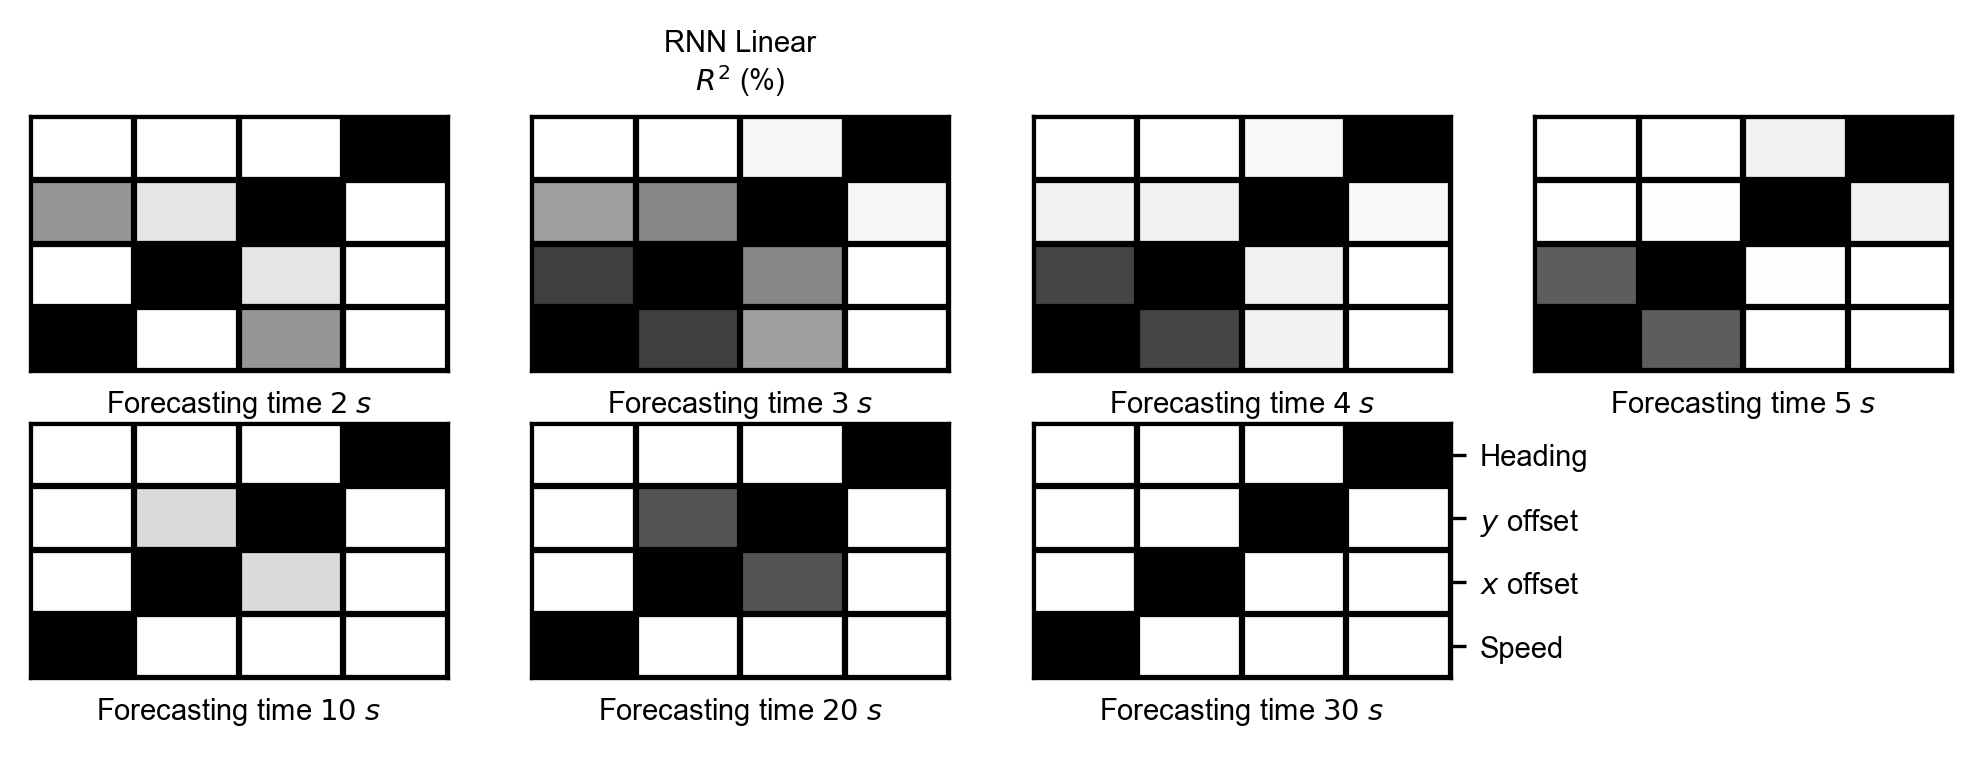 RNN Linear
R² (%)
Forecasting time 2 s
Forecasting time 3 s
Forecasting time 4 s
Forecasting time 5 s
Heading
y offset
x offset
Speed
Forecasting time 10 s
Forecasting time 20 s
Forecasting time 30 s